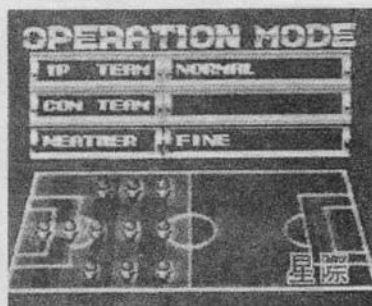 OPERATION MODE
1P TEAM NORMAL
COM TEAM
WEATHER FINE
星際